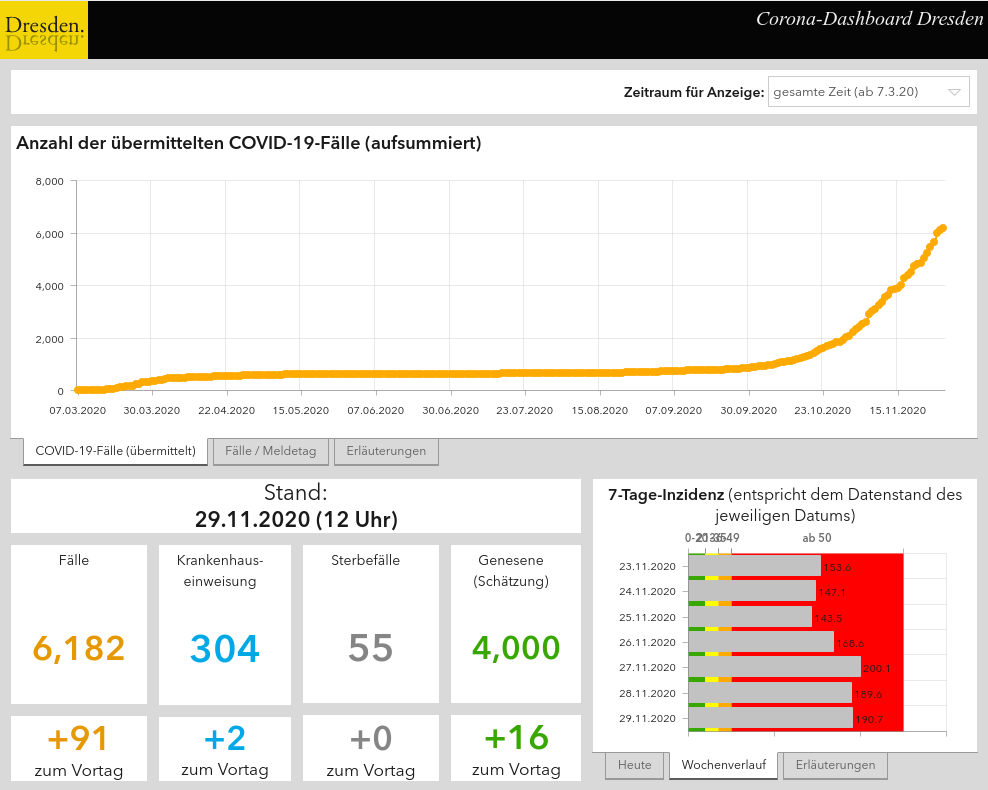 Dresden.
Dresden.
Corona-Dashboard Dresden
Zeitraum für Anzeige: gesamte Zeit (ab 7.3.20)
Anzahl der übermittelten COVID-19-Fälle (aufsummiert)
8,000
6,000
4,000
2,000
0
07.03.2020 30.03.2020 22.04.2020 15.05.2020 07.06.2020 30.06.2020 23.07.2020 15.08.2020 07.09.2020 30.09.2020 23.10.2020 15.11.2020
COVID-19-Fälle (übermittelt) Fälle / Meldetag Erläuterungen
Stand:
29.11.2020 (12 Uhr)
Fälle
6,182
+91
zum Vortag
Krankenhaus-
einweisung
304
+2
zum Vortag
Sterbefälle
55
+0
zum Vortag
Genesene
(Schätzung)
4,000
+16
zum Vortag
7-Tage-Inzidenz (entspricht dem Datenstand des
jeweiligen Datums)
ab 50
23.11.2020 153.6
24.11.2020 147.1
25.11.2020 143.5
26.11.2020 168.6
27.11.2020 200.1
28.11.2020 189.6
29.11.2020 190.7
Heute Wochenverlauf Erläuterungen